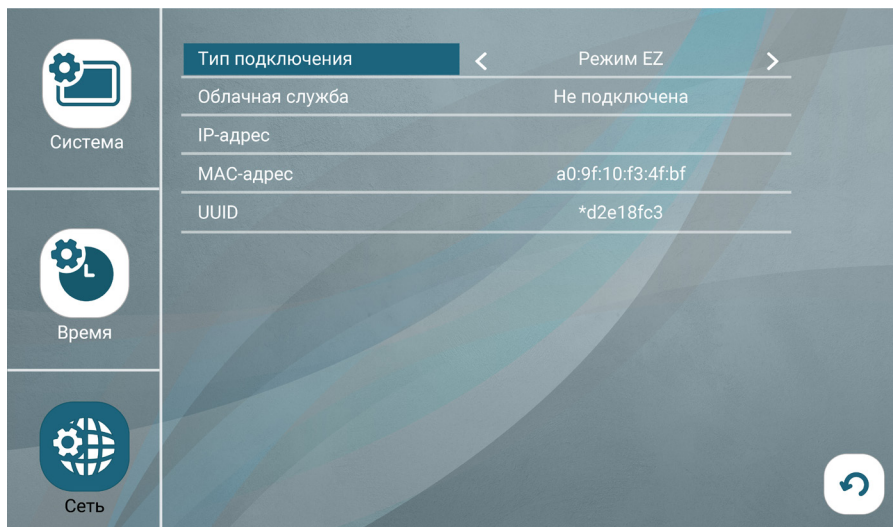 Система
Время
Сеть
Тип подключения < Режим EZ >
Облачная служба Не подключена
IP-адрес
MAC-адрес a0:9f:10:f3:4f:bf
UUID *d2e18fc3